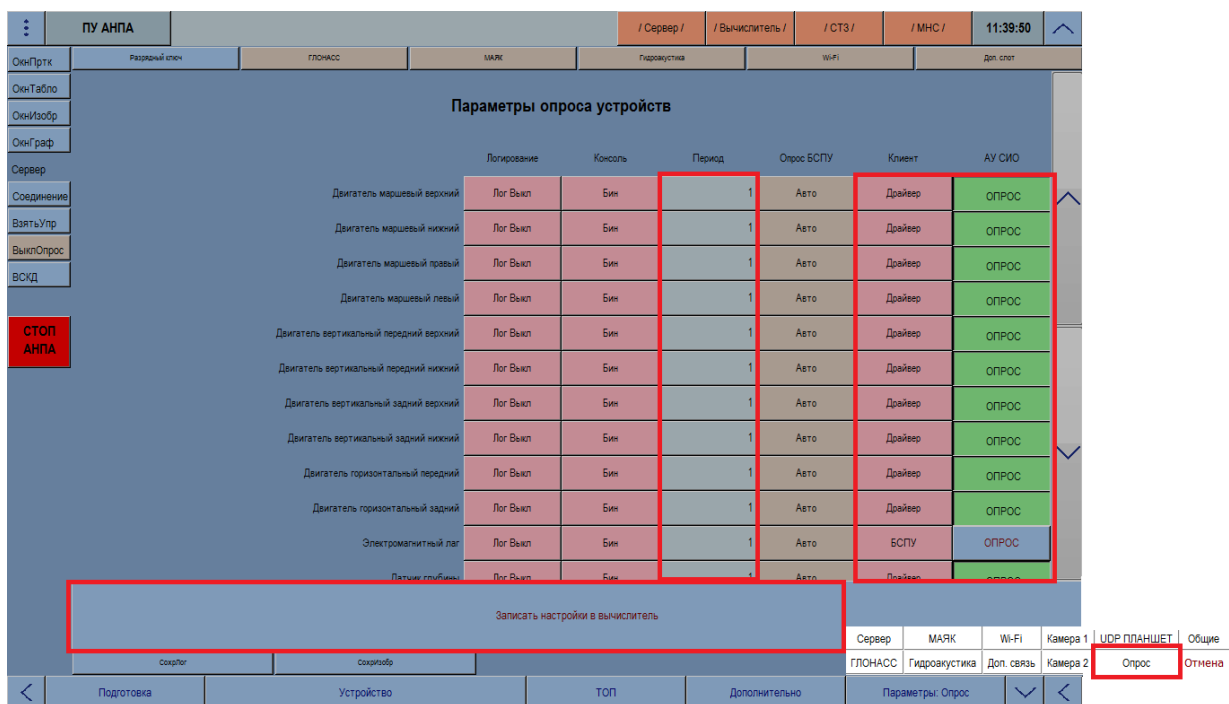 ПУ АНПА / Сервер / / Вычислитель / / СТЗ / / МНС / 11:39:50
ОкнПртк Разрядный ключ ГЛОНАСС МАЯК Гидроакустика Wi-Fi Доп. слот
ОкнТабло
Параметры опроса устройств
ОкнИзобр
ОкнГраф
Логирование Консоль Период Опрос БСПУ Клиент АУ СИО
Сервер
Соединение Двигатель маршевый верхний Лог Выкл Бин 1 Авто Драйвер ОПРОС
ВзятьУпр Двигатель маршевый нижний Лог Выкл Бин 1 Авто Драйвер ОПРОС
ВыклОпрос Двигатель маршевый правый Лог Выкл Бин 1 Авто Драйвер ОПРОС
ВСКД Двигатель маршевый левый Лог Выкл Бин 1 Авто Драйвер ОПРОС
СТОП Двигатель вертикальный передний верхний Лог Выкл Бин 1 Авто Драйвер ОПРОС
АНПА
Двигатель вертикальный передний нижний Лог Выкл Бин 1 Авто Драйвер ОПРОС
Двигатель вертикальный задний верхний Лог Выкл Бин 1 Авто Драйвер ОПРОС
Двигатель вертикальный задний нижний Лог Выкл Бин 1 Авто Драйвер ОПРОС
Двигатель горизонтальный передний Лог Выкл Бин 1 Авто Драйвер ОПРОС
Двигатель горизонтальный задний Лог Выкл Бин 1 Авто Драйвер ОПРОС
Электромагнитный лаг Лог Выкл Бин 1 Авто БСПУ ОПРОС
Датчик глубины Лог Выкл Бин 1 Авто Драйвер ОПРОС
Записать настройки в вычислитель
Сервер МАЯК Wi-Fi Камера 1 UDP ПЛАНШЕТ Общие
СохрЛог СохрИзобр ГЛОНАСС Гидроакустика Доп. связь Камера 2 Опрос Отмена
Подготовка Устройство ТОП Дополнительно Параметры: Опрос